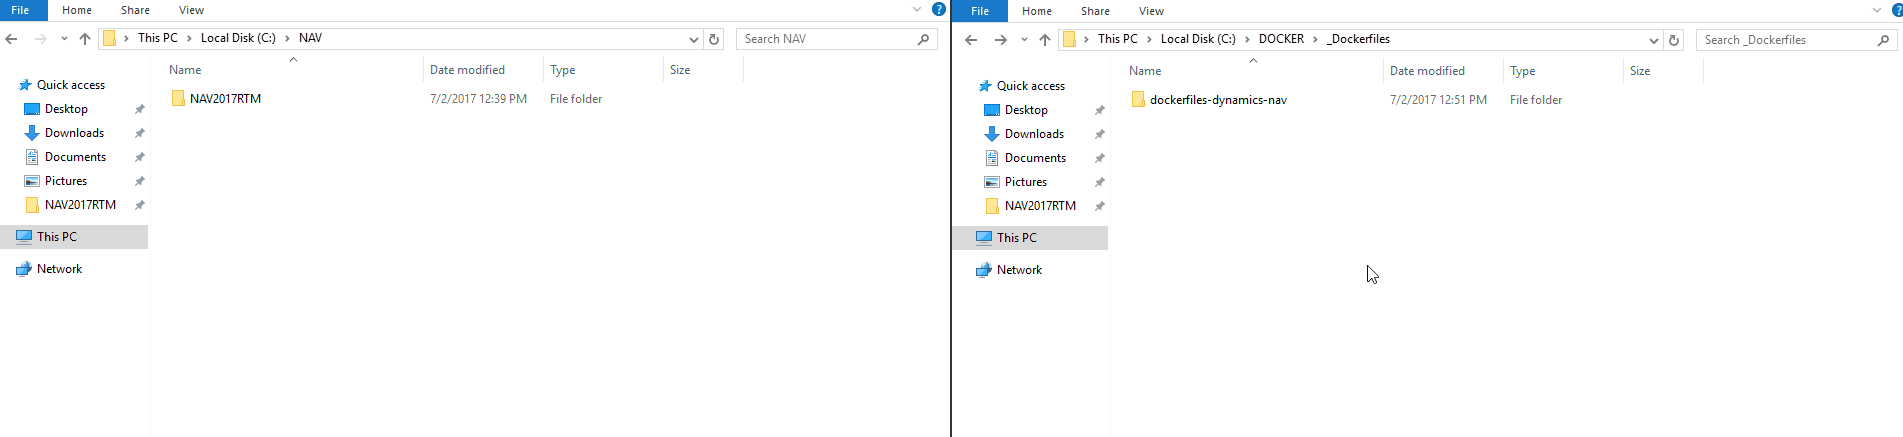 File Home Share View ?
This PC > Local Disk (C:) > NAV
Search NAV
Name Date modified Type Size
NAV2017RTM 7/2/2017 12:39 PM File folder
Quick access
Desktop
Downloads
Documents
Pictures
NAV2017RTM
This PC
Network
File Home Share View ?
This PC > Local Disk (C:) > DOCKER > _Dockerfiles
Search _Dockerfiles
Name Date modified Type Size
dockerfiles-dynamics-nav 7/2/2017 12:51 PM File folder
Quick access
Desktop
Downloads
Documents
Pictures
NAV2017RTM
This PC
Network